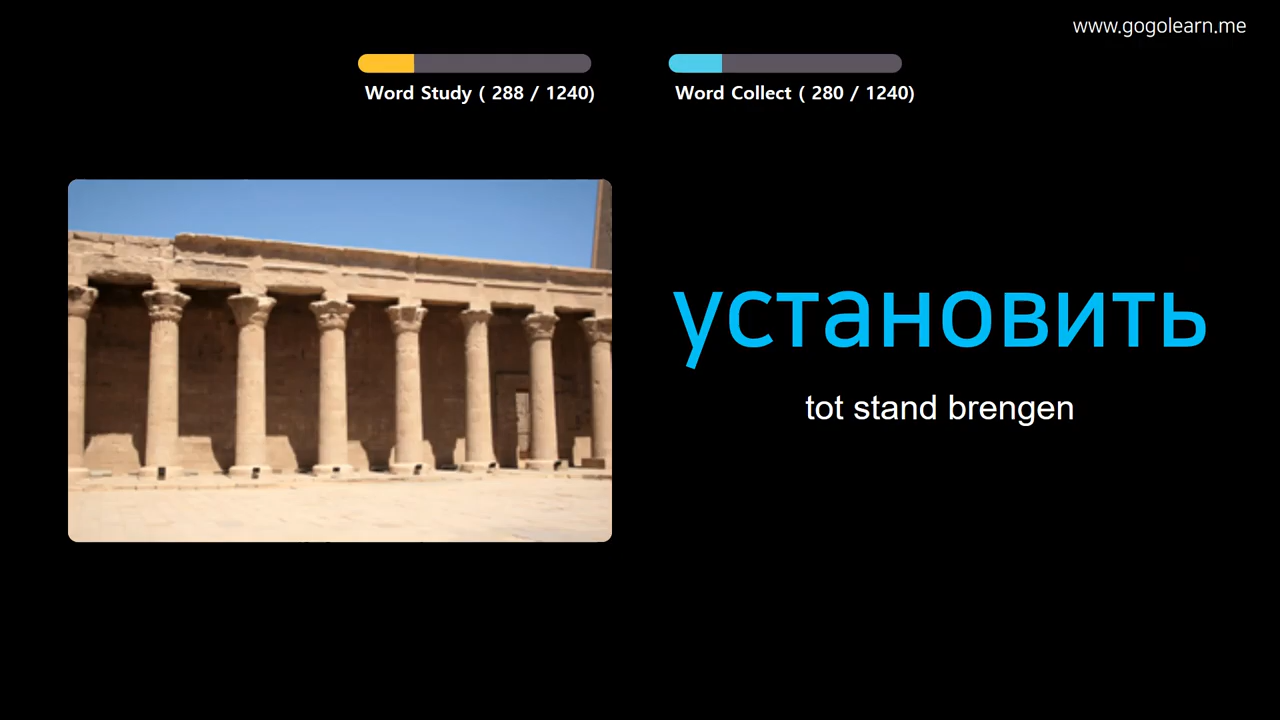 www.gogolearn.me
Word Study ( 288 / 1240)
Word Collect ( 280 / 1240)
установить
tot stand brengen